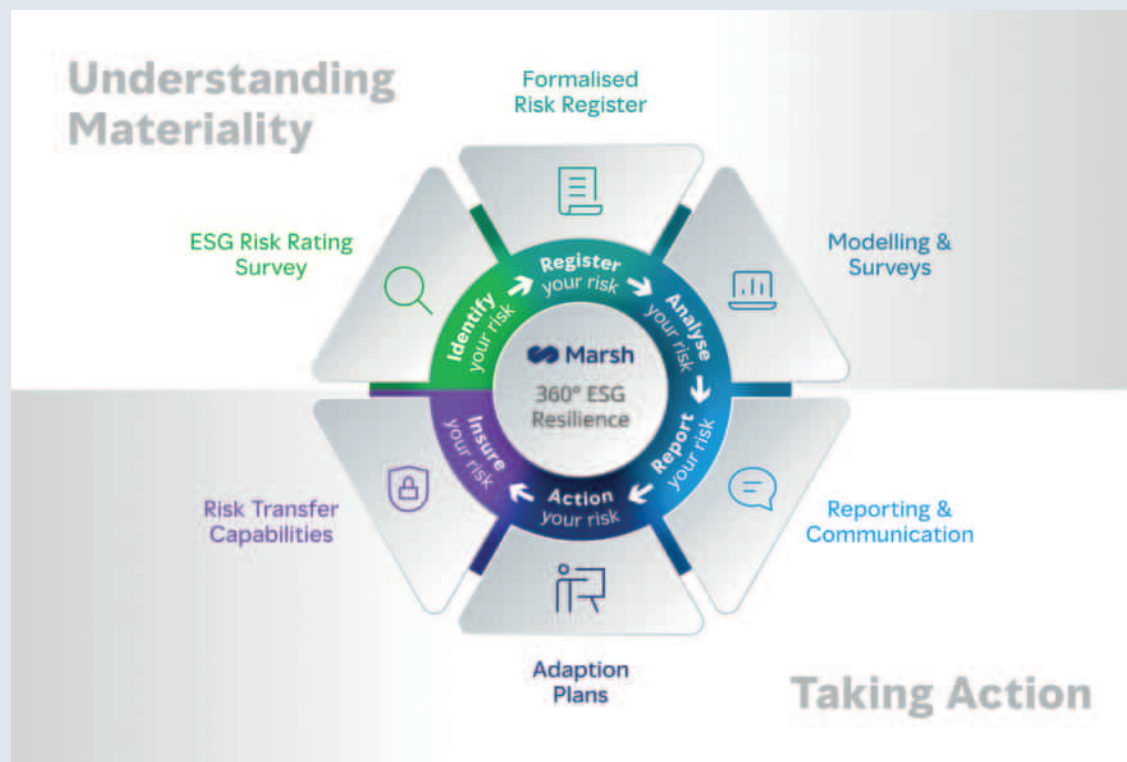 Understanding
Materiality
Formalised
Risk Register
ESG Risk Rating
Survey
Modelling &
Surveys
Identify
your risk
Register
your risk
Analyse
your risk
Report
your risk
Action
your risk
Insure
your risk
Marsh
360° ESG
Resilience
Risk Transfer
Capabilities
Reporting &
Communication
Adaption
Plans
Taking Action